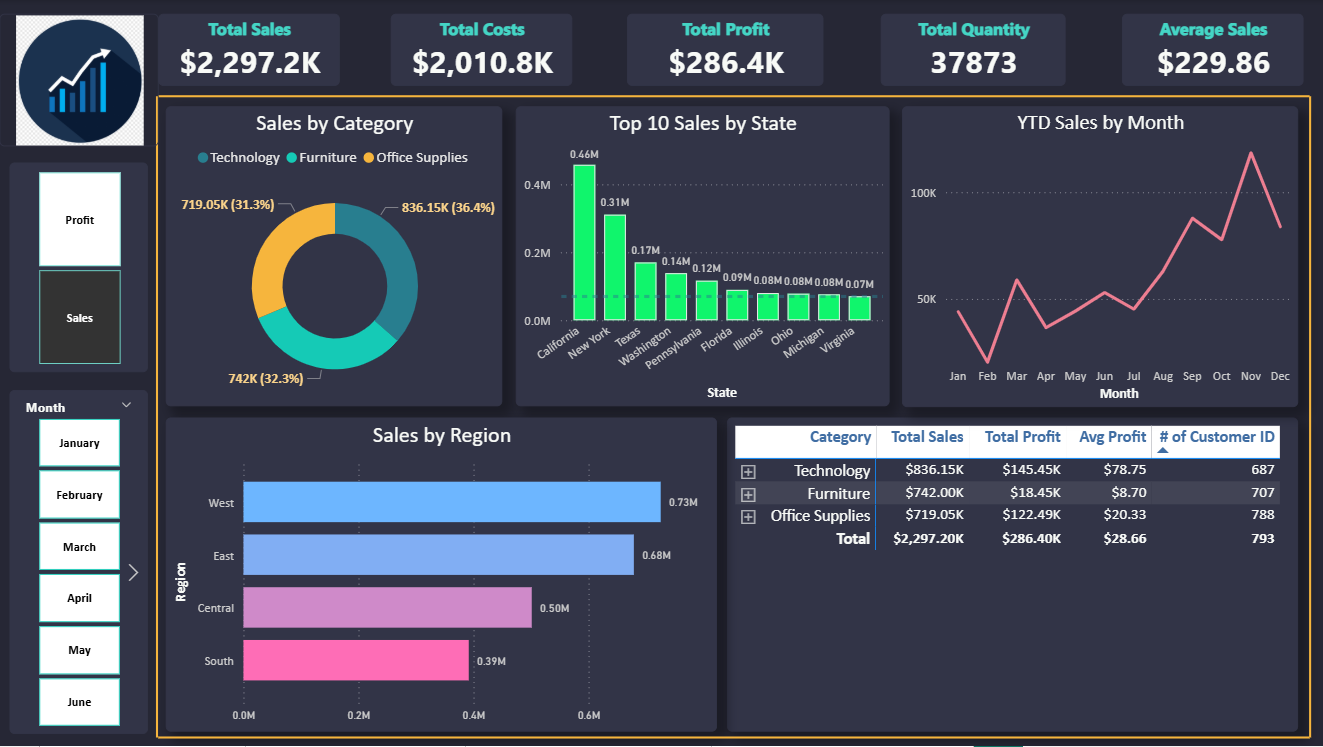 Total Sales
$2,297.2K
Total Costs
$2,010.8K
Total Profit
$286.4K
Total Quantity
37873
Average Sales
$229.86
Profit
Sales
Month
January
February
March
April
May
June
Sales by Category
Technology Furniture Office Supplies
719.05K (31.3%)
836.15K (36.4%)
742K (32.3%)
Top 10 Sales by State
0.4M
0.2M
0.0M
0.46M
0.31M
0.17M
0.14M
0.12M
0.09M
0.08M
0.08M
0.08M
0.07M
California
New York
Texas
Washington
Pennsylvania
Florida
Illinois
Ohio
Michigan
Virginia
State
YTD Sales by Month
100K
50K
Jan Feb Mar Apr May Jun Jul Aug Sep Oct Nov Dec
Month
Sales by Region
Region
West 0.73M
East 0.68M
Central 0.50M
South 0.39M
0.0M 0.2M 0.4M 0.6M
Category Total Sales Total Profit Avg Profit # of Customer ID
Technology $836.15K $145.45K $78.75 687
Furniture $742.00K $18.45K $8.70 707
Office Supplies $719.05K $122.49K $20.33 788
Total $2,297.20K $286.40K $28.66 793